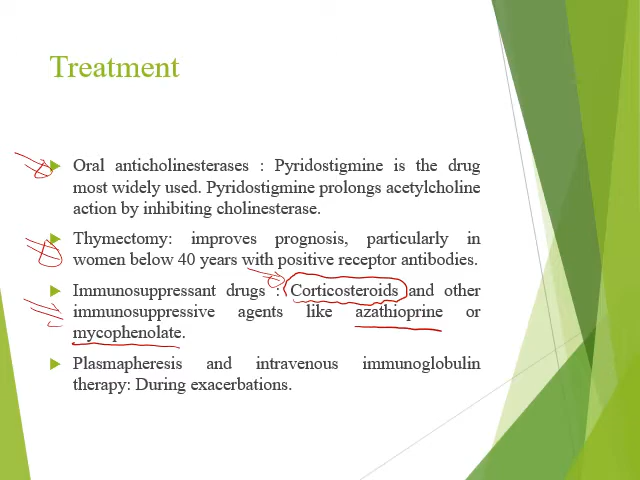 Treatment
Oral anticholinesterases : Pyridostigmine is the drug
most widely used. Pyridostigmine prolongs acetylcholine
action by inhibiting cholinesterase.
Thymectomy: improves prognosis, particularly in
women below 40 years with positive receptor antibodies.
Immunosuppressant drugs : Corticosteroids and other
immunosuppressive agents like azathioprine or
mycophenolate.
Plasmapheresis and intravenous immunoglobulin
therapy: During exacerbations.